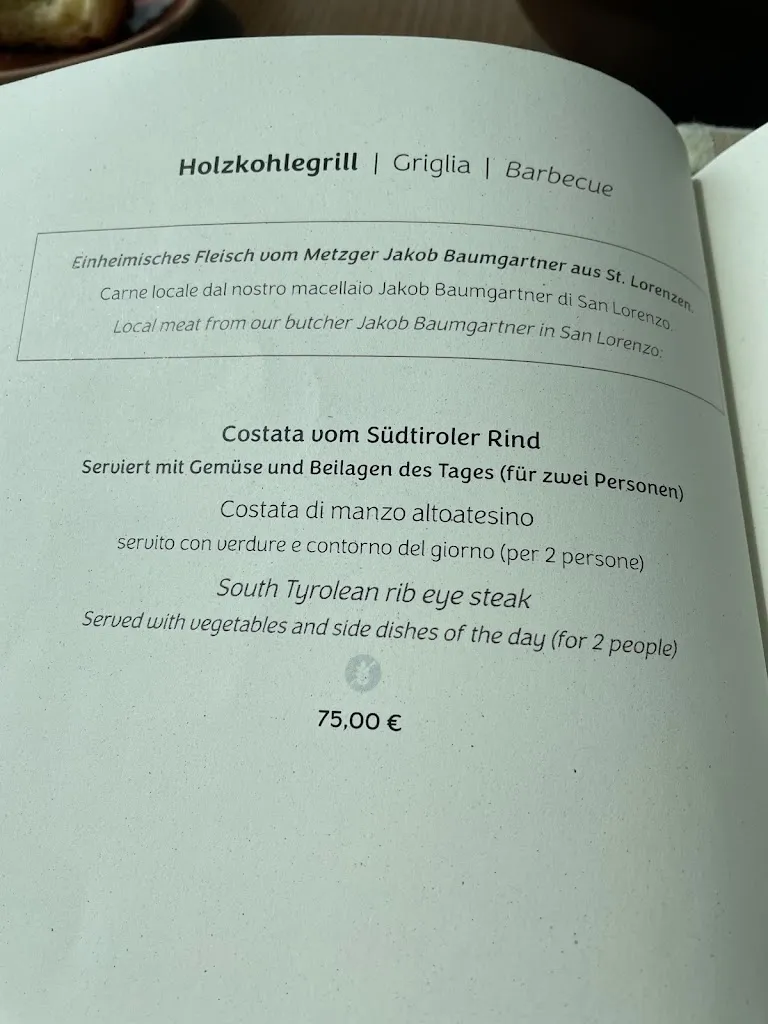 Holzkohlegrill | Griglia | Barbecue
Einheimisches Fleisch vom Metzger Jakob Baumgartner aus St. Lorenzen.
Carne locale dal nostro macellaio Jakob Baumgartner di San Lorenzo.
Local meat from our butcher Jakob Baumgartner in San Lorenzo:
Costata vom Südtiroler Rind
Serviert mit Gemüse und Beilagen des Tages (für zwei Personen)
Costata di manzo altoatesino
servito con verdure e contorno del giorno (per 2 persone)
South Tyrolean rib eye steak
Served with vegetables and side dishes of the day (for 2 people)
75,00 €